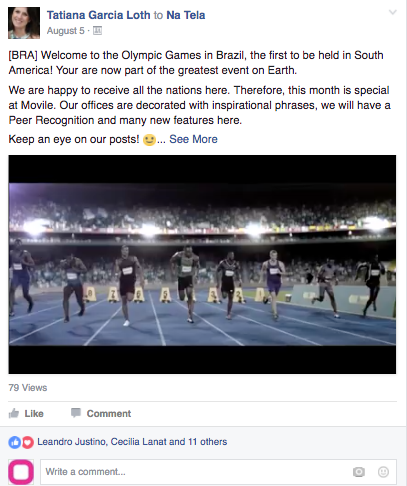 Tatiana Garcia Loth to Na Tela
August 5 ·
[BRA] Welcome to the Olympic Games in Brazil, the first to be held in South
America! Your are now part of the greatest event on Earth.
We are happy to receive all the nations here. Therefore, this month is special
at Movile. Our offices are decorated with inspirational phrases, we will have a
Peer Recognition and many new features here.
Keep an eye on our posts! 😉... See More
79 Views
Like Comment
Leandro Justino, Cecilia Lanat and 11 others
Write a comment...